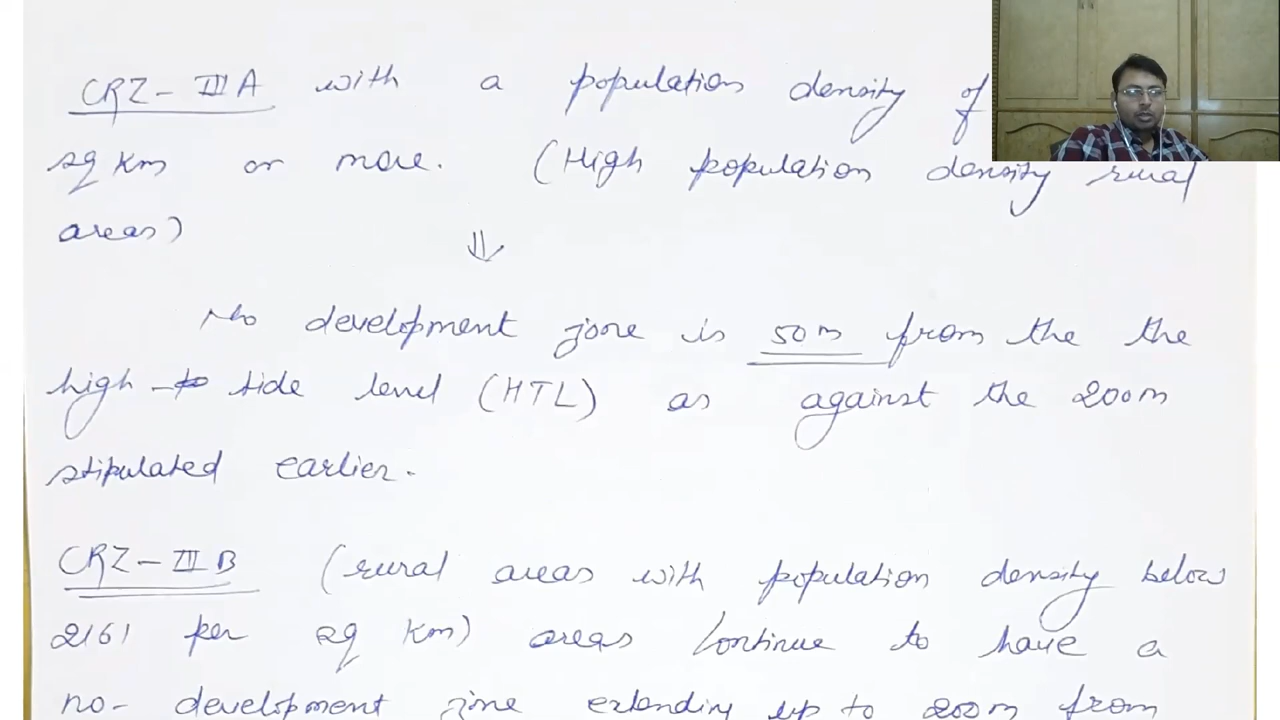 CRZ - III A with a population density of
sq km or more. (High population density rural
areas)
No development zone is 50 m from the the
high - tide level (HTL) as against the 200m
stipulated earlier.
CRZ - III B (rural areas with population density below
2161 per sq km) areas continue to have a
no- development zone extending up to 200m from